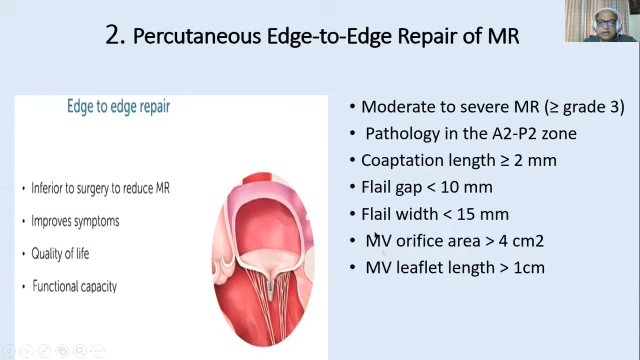 2. Percutaneous Edge-to-Edge Repair of MR
Edge to edge repair
• Inferior to surgery to reduce MR
• Improves symptoms
• Quality of life
• Functional capacity
• Moderate to severe MR (≥ grade 3)
• Pathology in the A2-P2 zone
• Coaptation length ≥ 2 mm
• Flail gap < 10 mm
• Flail width < 15 mm
• MV orifice area > 4 cm2
• MV leaflet length > 1cm